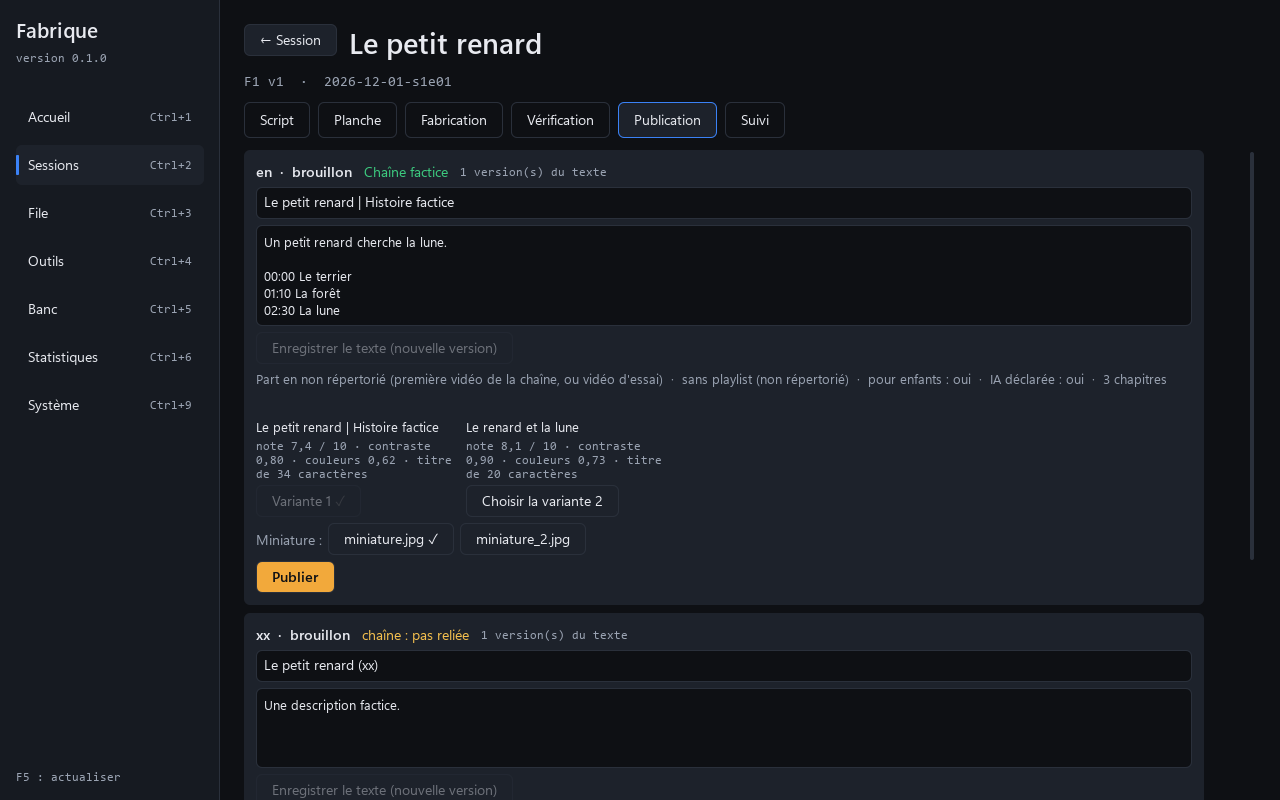 Fabrique
version 0.1.0
Accueil Ctrl+1
Sessions Ctrl+2
File Ctrl+3
Outils Ctrl+4
Banc Ctrl+5
Statistiques Ctrl+6
Système Ctrl+9
F5 : actualiser
← Session
Le petit renard
F1 v1 · 2026-12-01-s1e01
Script
Planche
Fabrication
Vérification
Publication
Suivi
en · brouillon Chaîne factice 1 version(s) du texte
Le petit renard | Histoire factice
Un petit renard cherche la lune.
00:00 Le terrier
01:10 La forêt
02:30 La lune
Enregistrer le texte (nouvelle version)
Part en non répertorié (première vidéo de la chaîne, ou vidéo d'essai) · sans playlist (non répertorié) · pour enfants : oui · IA déclarée : oui · 3 chapitres
Le petit renard | Histoire factice
note 7,4 / 10 · contraste
0,80 · couleurs 0,62 · titre
de 34 caractères
Variante 1 ✓
Le renard et la lune
note 8,1 / 10 · contraste
0,90 · couleurs 0,73 · titre
de 20 caractères
Choisir la variante 2
Miniature : miniature.jpg ✓ miniature_2.jpg
Publier
xx · brouillon chaîne : pas reliée 1 version(s) du texte
Le petit renard (xx)
Une description factice.
Enregistrer le texte (nouvelle version)